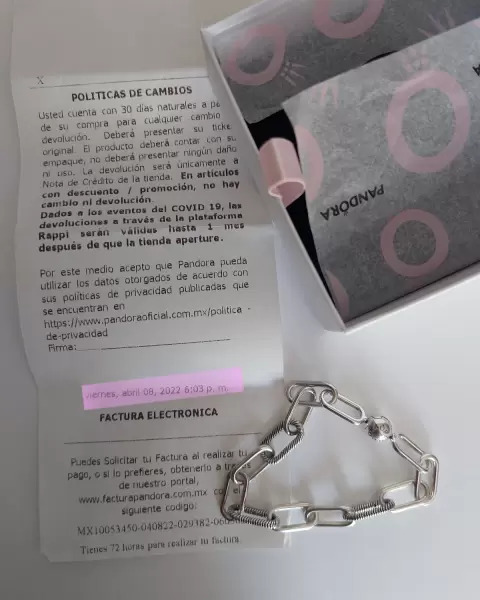 X
POLITICAS DE CAMBIOS
Usted cuenta con 30 días naturales a
de su compra para cualquier cambio
devolución. Deberá presentar su
original. El producto deberá contar con su
empaque, no deberá presentar ningún daño
ni uso. La devolución será únicamente a
Nota de Crédito de la tienda. En artículos
con descuento / promoción, no hay
cambio ni devolución.
Dados a los eventos del COVID 19, las
devoluciones a través de la plataforma
Rappi serán válidas hasta 1 mes
después de que la tienda aperture.
Por este medio acepto que Pandora pueda
utilizar los datos otorgados de acuerdo con
sus políticas de privacidad publicadas que
se encuentran en
https://www.pandoraoficial.com.mx/politica -
de-privacidad
Firma:
viernes, abril 08, 2022 6:03 p. m.
FACTURA ELECTRONICA
Puedes Solicitar tu Factura al realizar tu
pago, o si lo prefieres, obtenerlo a
de nuestro portal,
www.facturapandora.com.mx el
siguiente codigo:
MX10053450-040822-029382-
Tienes 72 horas para realizar tu factura.
PANDÖRA